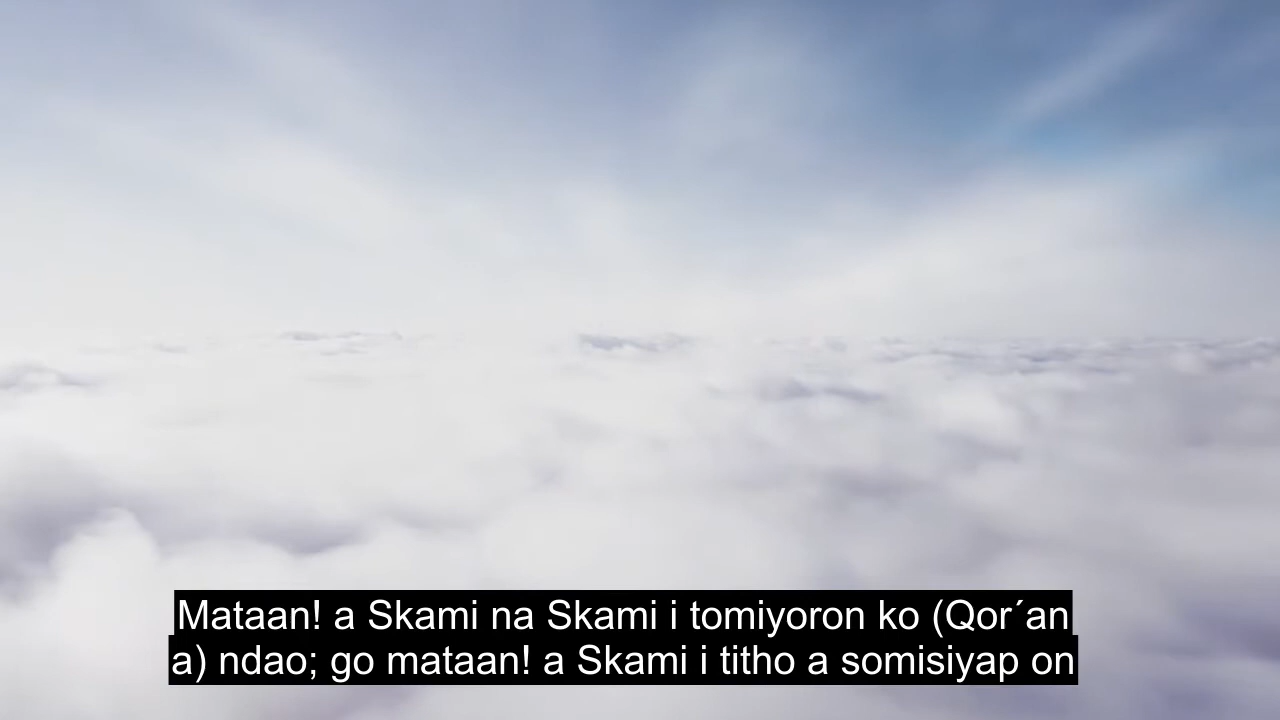 Mataan! a Skami na Skami i tomiyoron ko (Qor´an
a) ndao; go mataan! a Skami i titho a somisiyap on